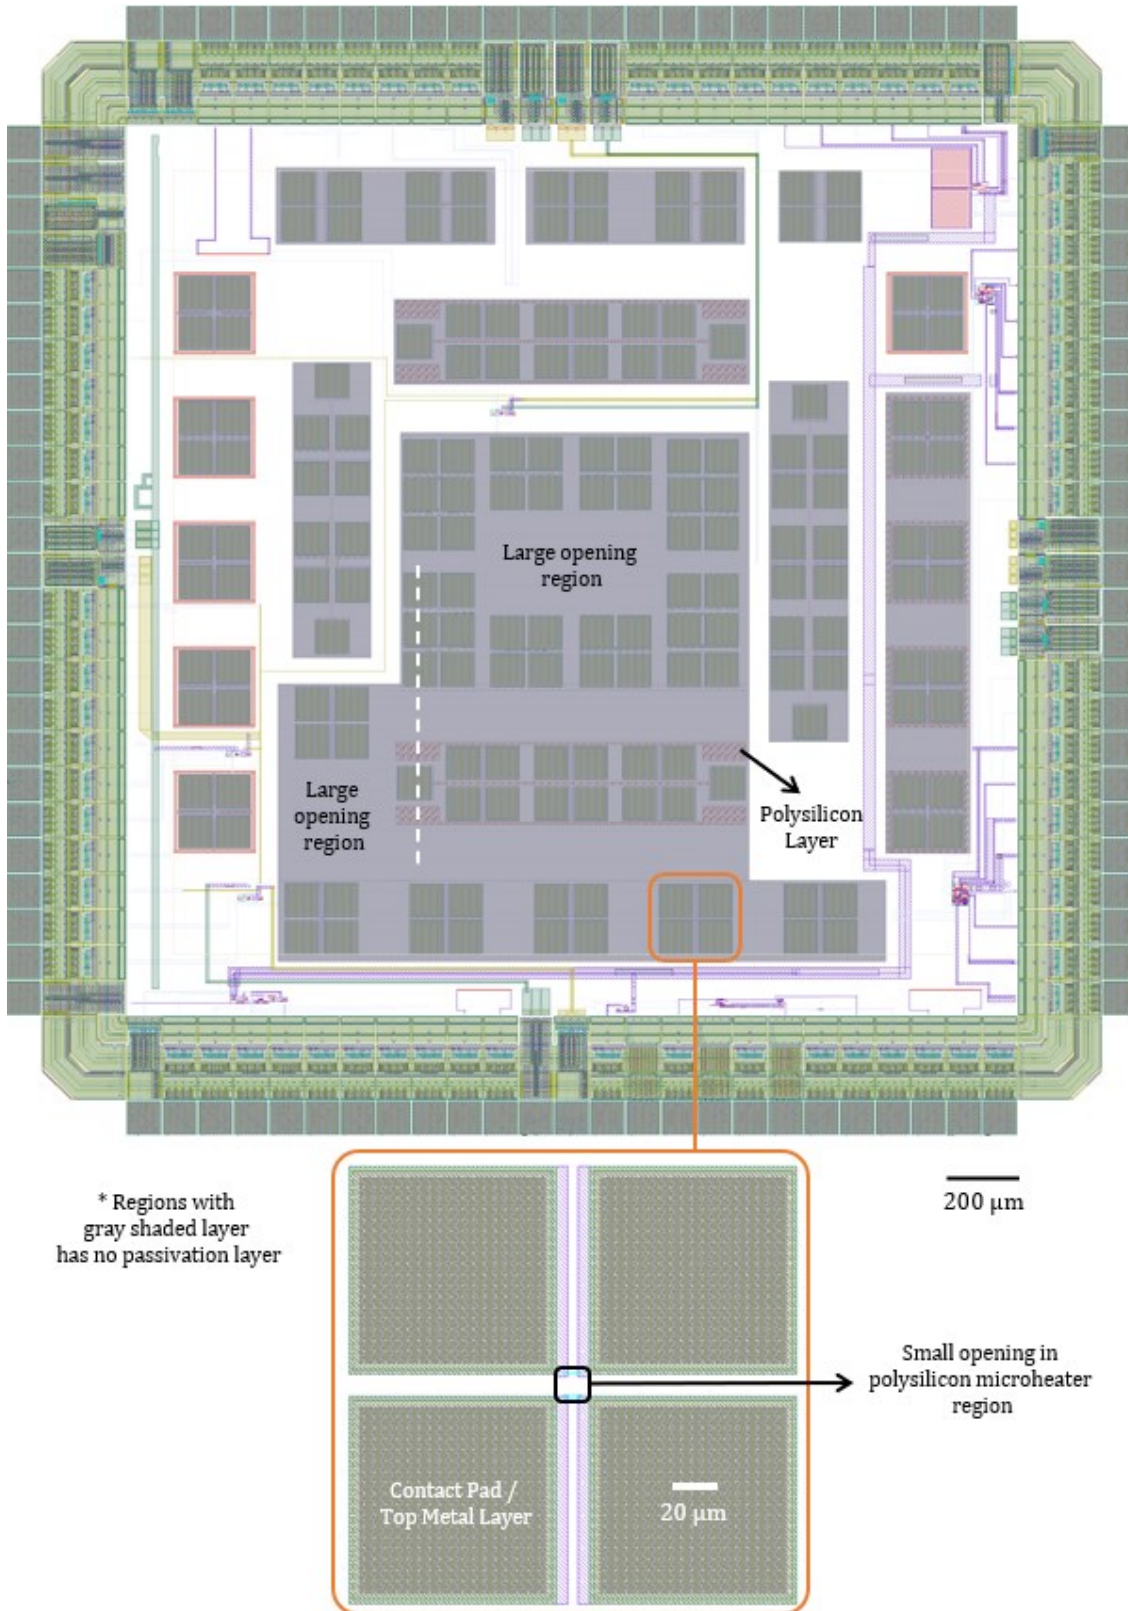 Large opening
region
Large
opening
region
Polysilicon
Layer
* Regions with
gray shaded layer
has no passivation layer
200 μm
Small opening in
polysilicon microheater
region
Contact Pad /
Top Metal Layer
20 μm